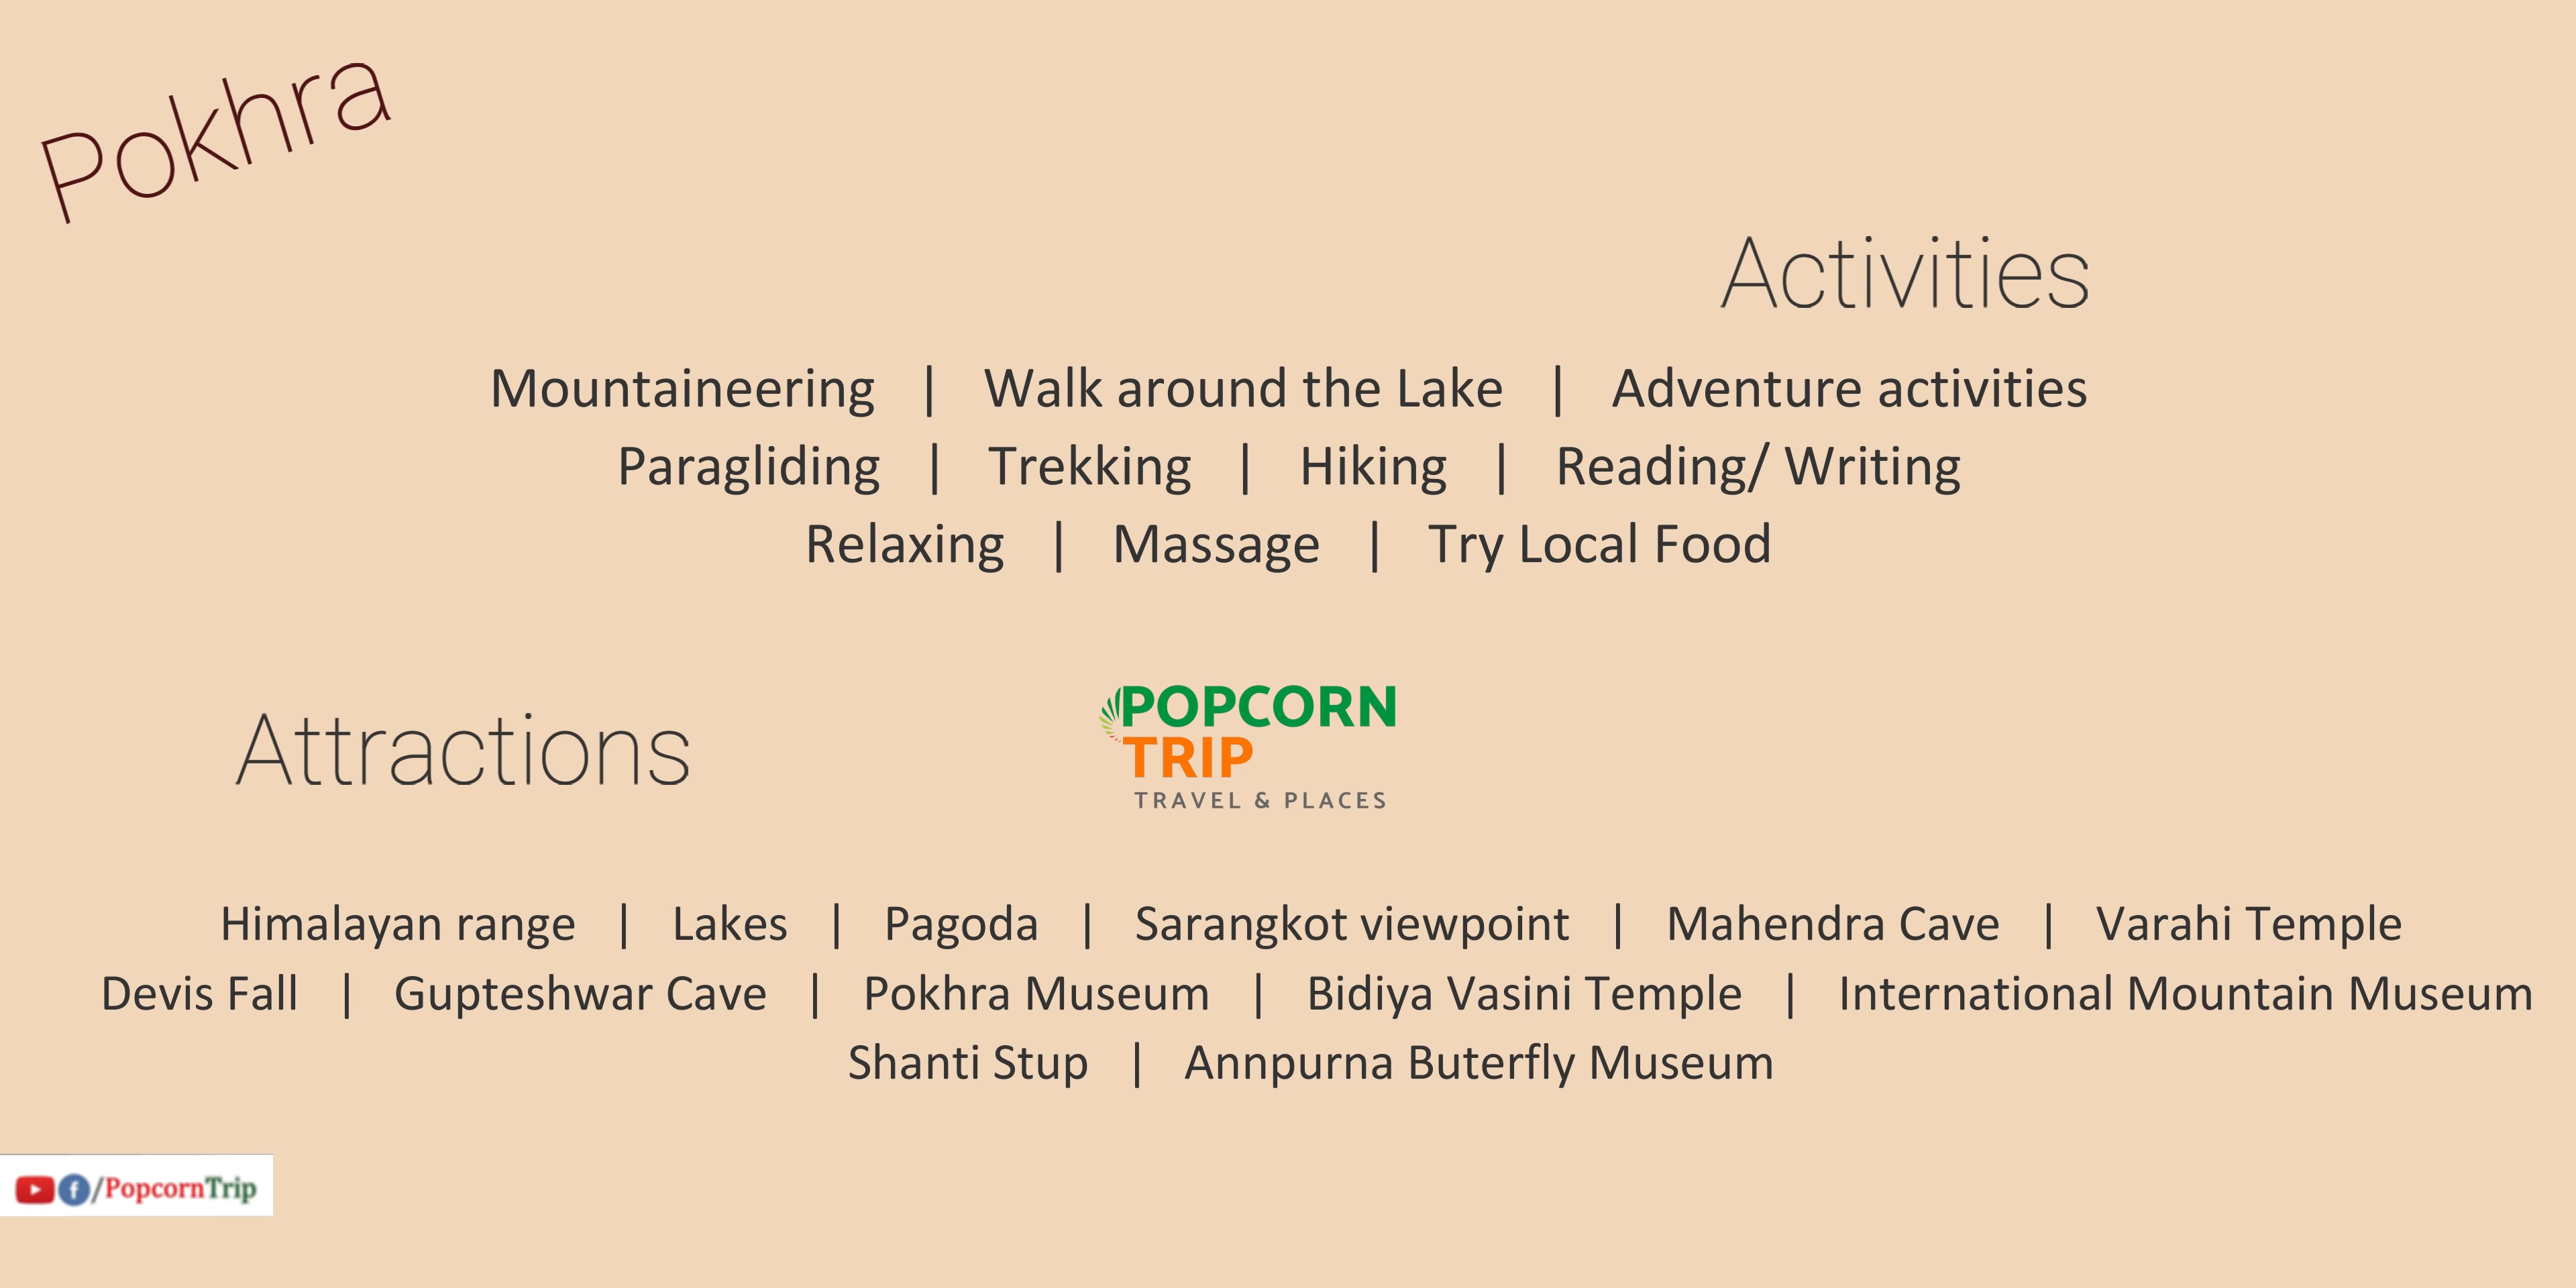 Pokhra
Activities
Mountaineering | Walk around the Lake | Adventure activities
Paragliding | Trekking | Hiking | Reading/ Writing
Relaxing | Massage | Try Local Food
Attractions
POPCORN
TRIP
TRAVEL & PLACES
Himalayan range | Lakes | Pagoda | Sarangkot viewpoint | Mahendra Cave | Varahi Temple
Devis Fall | Gupteshwar Cave | Pokhra Museum | Bidiya Vasini Temple | International Mountain Museum
Shanti Stup | Annpurna Buterfly Museum
f/PopcornTrip